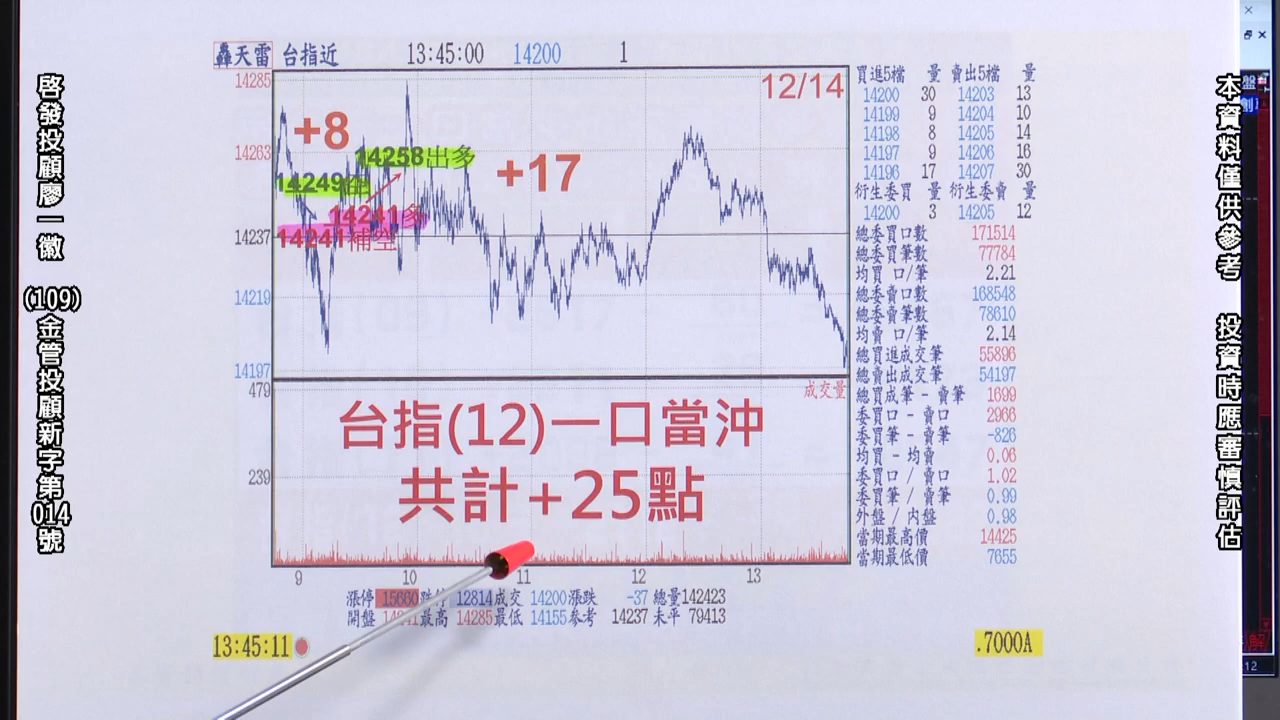 啓發投顧廖一徽 (109)金管投顧新字第014號
轟天雷 台指近 13:45:00 14200 1
12/14
14285
14263
14237
14219
14197
479
239
+8
14258出多
+17
14249空
14241多
14241補空
成交量
台指(12)一口當沖
共計+25點
9 10 11 12 13
買進5檔 量 賣出5檔 量
14200 30 14203 13
14199 9 14204 10
14198 8 14205 14
14197 9 14206 16
14196 17 14207 30
衍生委買 量 衍生委賣 量
14200 3 14205 12
總委買口數 171514
總委買筆數 77784
均買 口/筆 2.21
總委賣口數 168548
總委賣筆數 78610
均賣 口/筆 2.14
總買進成交筆 55896
總賣出成交筆 54197
總買成筆 - 賣筆 1699
委買口 - 賣口 2966
委買筆 - 賣筆 -826
均買 - 均賣 0.06
委買口 / 賣口 1.02
委買筆 / 賣筆 0.99
外盤 / 內盤 0.98
當期最高價 14425
當期最低價 7655
漲停 15660 跌停 12814 成交 14200 漲跌 -37 總量 142423
開盤 最高 14285 最低 14155 參考 14237 未平 79413
13:45:11
.7000A
本資料僅供參考 投資時應審慎評估